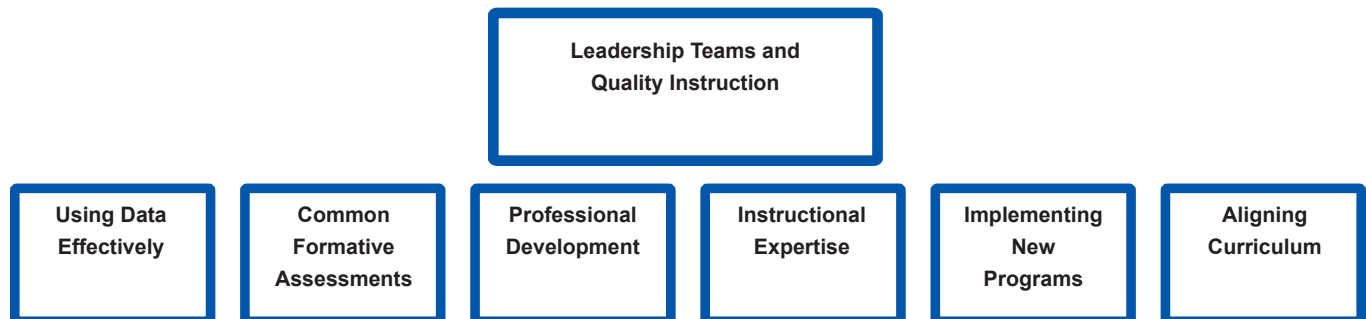 Leadership Teams and
Quality Instruction
Using Data
Effectively
Common
Formative
Assessments
Professional
Development
Instructional
Expertise
Implementing
New
Programs
Aligning
Curriculum